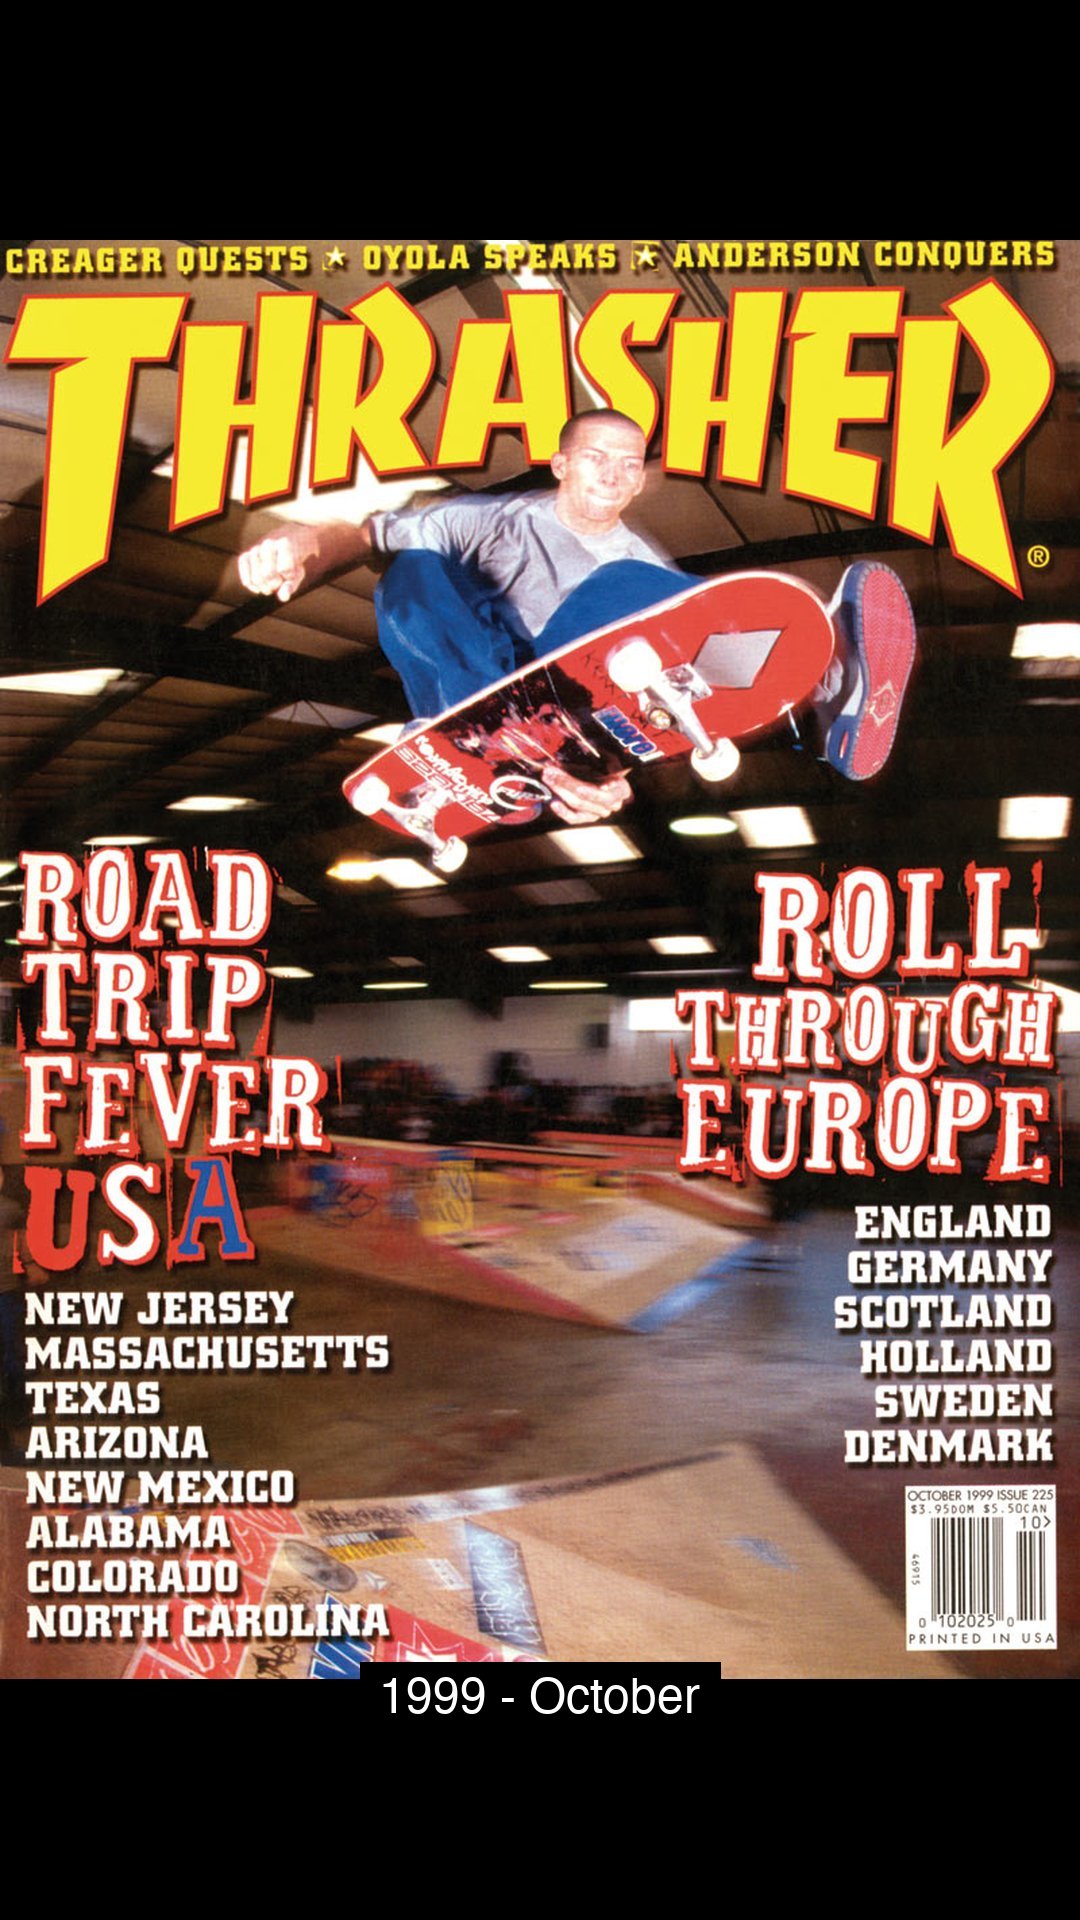 CREAGER QUESTS ★ OYOLA SPEAKS ★ ANDERSON CONQUERS
THRASHER®
ROAD
TRIP
FEVER
USA
NEW JERSEY
MASSACHUSETTS
TEXAS
ARIZONA
NEW MEXICO
ALABAMA
COLORADO
NORTH CAROLINA
ROLL
THROUGH
EUROPE
ENGLAND
GERMANY
SCOTLAND
HOLLAND
SWEDEN
DENMARK
OCTOBER 1999 ISSUE 225
$3.95DOM $5.50CAN
10>
46915
0 102025 0
PRINTED IN USA
1999 - October